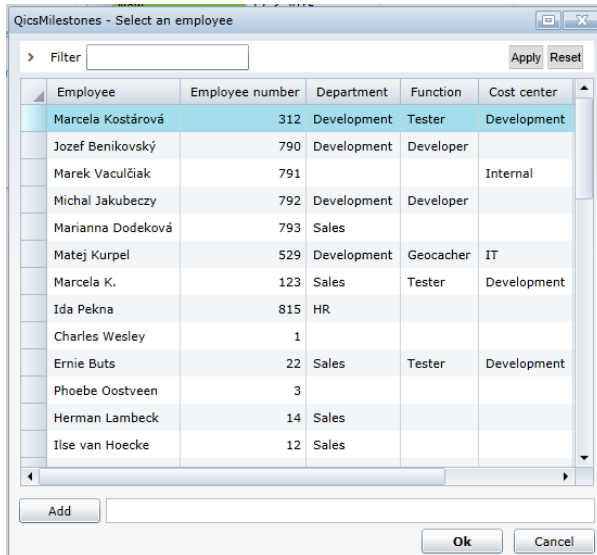 QicsMilestones - Select an employee
Filter Apply Reset
Employee Employee number Department Function Cost center
Marcela Kostárová 312 Development Tester Development
Jozef Benikovský 790 Development Developer
Marek Vaculčiak 791 Internal
Michal Jakubeczy 792 Development Developer
Marianna Dodeková 793 Sales
Matej Kurpel 529 Development Geocacher IT
Marcela K. 123 Sales Tester Development
Ida Pekna 815 HR
Charles Wesley 1
Ernie Buts 22 Sales Tester Development
Phoebe Oostveen 3
Herman Lambeck 14 Sales
Ilse van Hoecke 12 Sales
Add
Ok Cancel